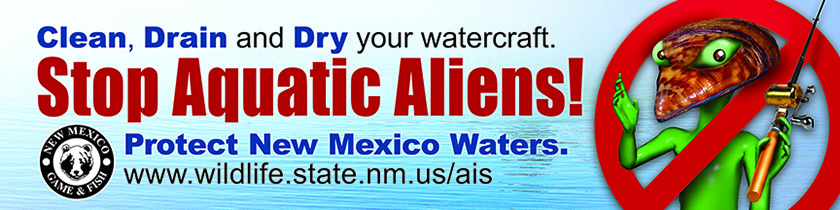 Clean, Drain and Dry your watercraft.
Stop Aquatic Aliens!
Protect New Mexico Waters.
www.wildlife.state.nm.us/ais
NEW MEXICO
GAME & FISH